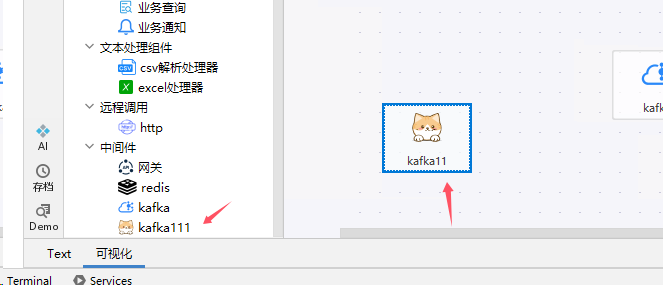 业务查询
业务通知
文本处理组件
csv解析处理器
excel处理器
远程调用
http
中间件
网关
redis
kafka
kafka111
AI
存档
Demo
kafka11
kafk
Text
可视化
Terminal
Services